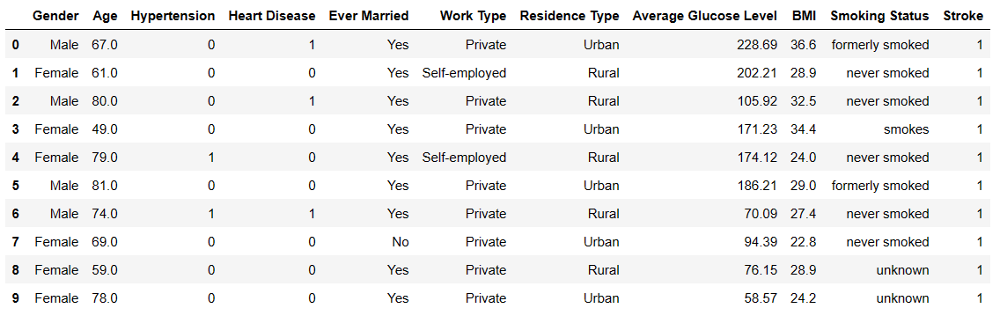 Gender Age Hypertension Heart Disease Ever Married Work Type Residence Type Average Glucose Level BMI Smoking Status Stroke
0 Male 67.0 0 1 Yes Private Urban 228.69 36.6 formerly smoked 1
1 Female 61.0 0 0 Yes Self-employed Rural 202.21 28.9 never smoked 1
2 Male 80.0 0 1 Yes Private Rural 105.92 32.5 never smoked 1
3 Female 49.0 0 0 Yes Private Urban 171.23 34.4 smokes 1
4 Female 79.0 1 0 Yes Self-employed Rural 174.12 24.0 never smoked 1
5 Male 81.0 0 0 Yes Private Urban 186.21 29.0 formerly smoked 1
6 Male 74.0 1 1 Yes Private Rural 70.09 27.4 never smoked 1
7 Female 69.0 0 0 No Private Urban 94.39 22.8 never smoked 1
8 Female 59.0 0 0 Yes Private Rural 76.15 28.9 unknown 1
9 Female 78.0 0 0 Yes Private Urban 58.57 24.2 unknown 1